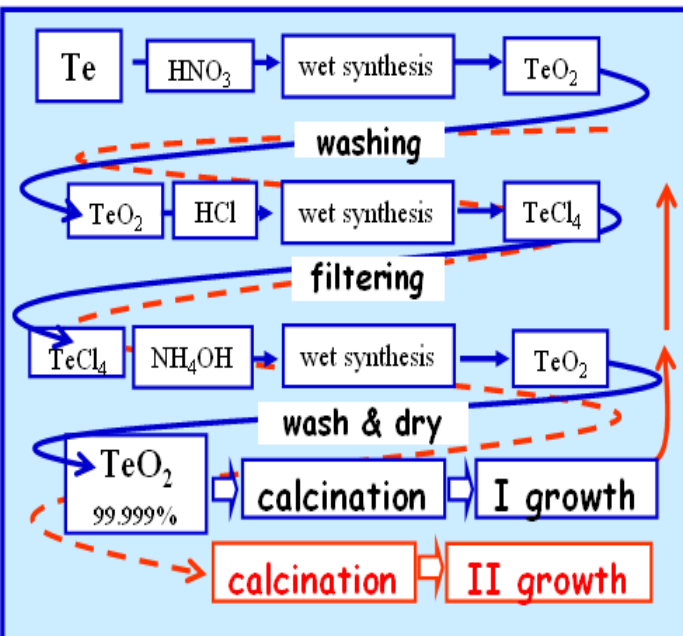 Te HNO₃ wet synthesis TeO₂
washing
TeO₂ HCl wet synthesis TeCl₄
filtering
TeCl₄ NH₄OH wet synthesis TeO₂
wash & dry
TeO₂
99.999%
calcination I growth
calcination II growth